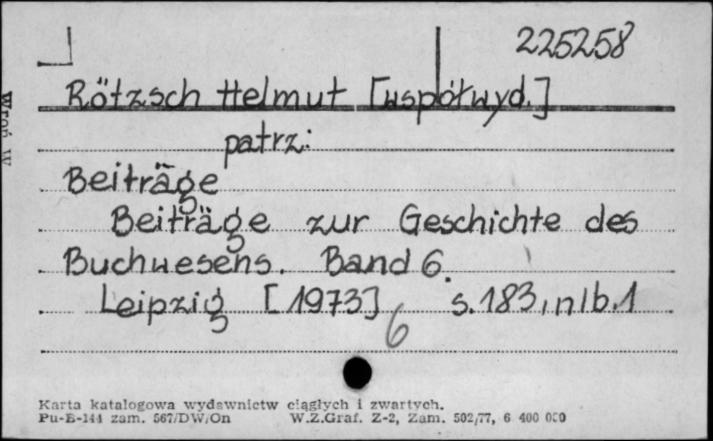 225258
Rötzsch Helmut [współwyd.]
patrz:
Beiträge
Beiträge zur Geschichte des
Buchwesens. Band 6.
Leipzig [1973] s. 183, nlb. 1
6
Karta katalogowa wydawnictw ciągłych i zwartych.
Pu-B-144 zam. 567/DW/On W.Z.Graf. Z-2, Zam. 502/77, 6 400 000